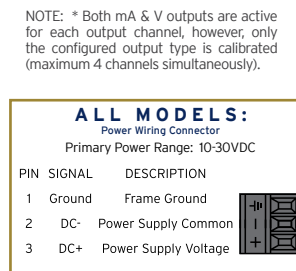 NOTE: * Both mA & V outputs are active
for each output channel, however, only
the configured output type is calibrated
(maximum 4 channels simultaneously).
ALL MODELS:
Power Wiring Connector
Primary Power Range: 10-30VDC
PIN SIGNAL DESCRIPTION
1 Ground Frame Ground
2 DC- Power Supply Common
3 DC+ Power Supply Voltage